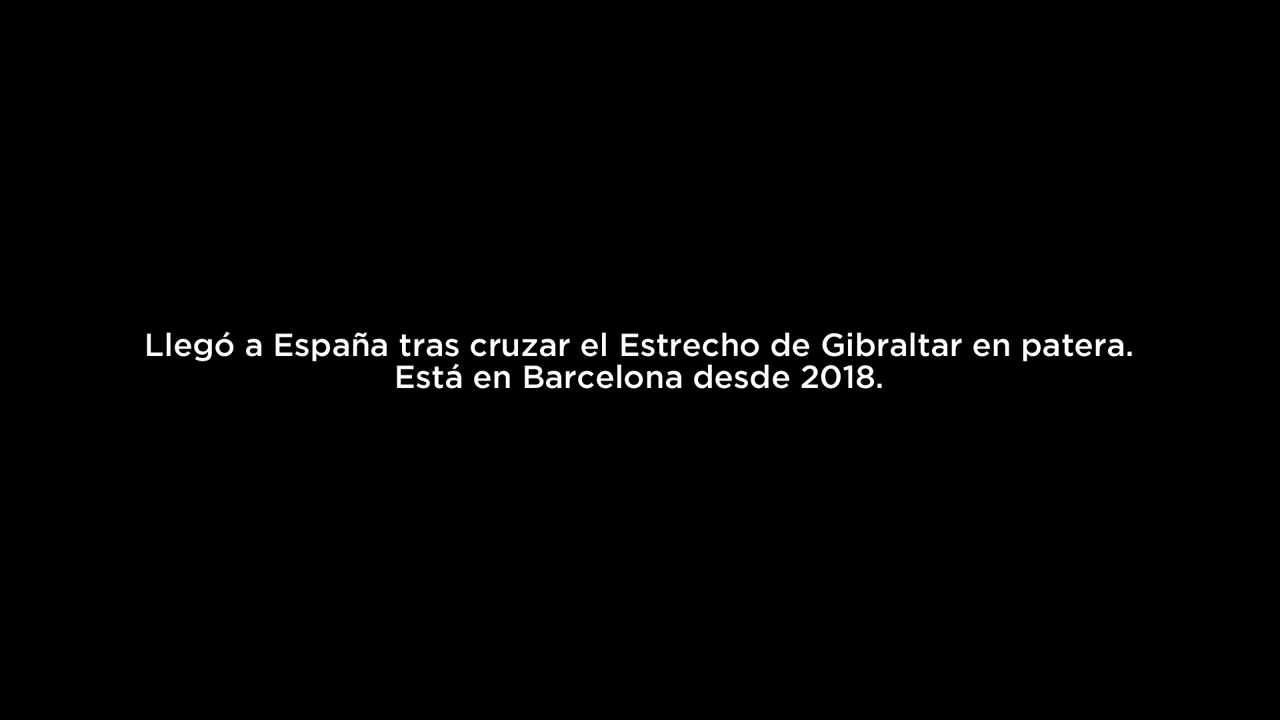 Llegó a España tras cruzar el Estrecho de Gibraltar en patera.
Está en Barcelona desde 2018.